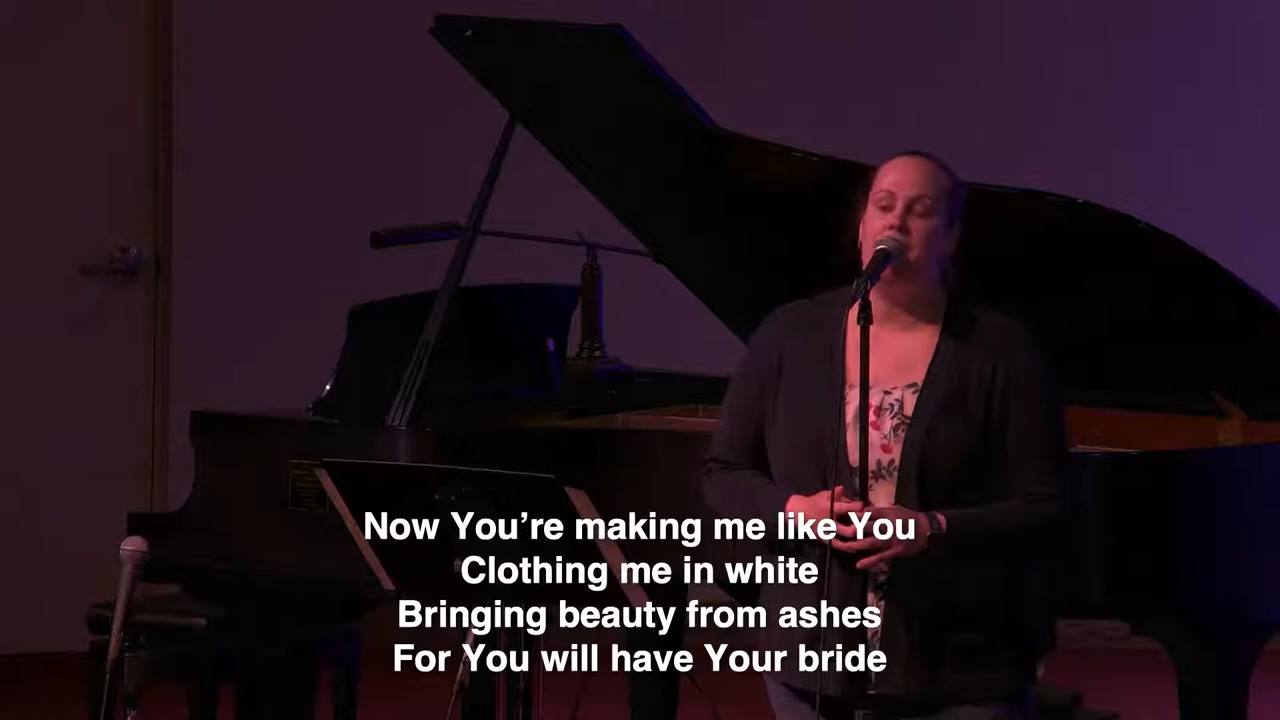 Now You’re making me like You
Clothing me in white
Bringing beauty from ashes
For You will have Your bride